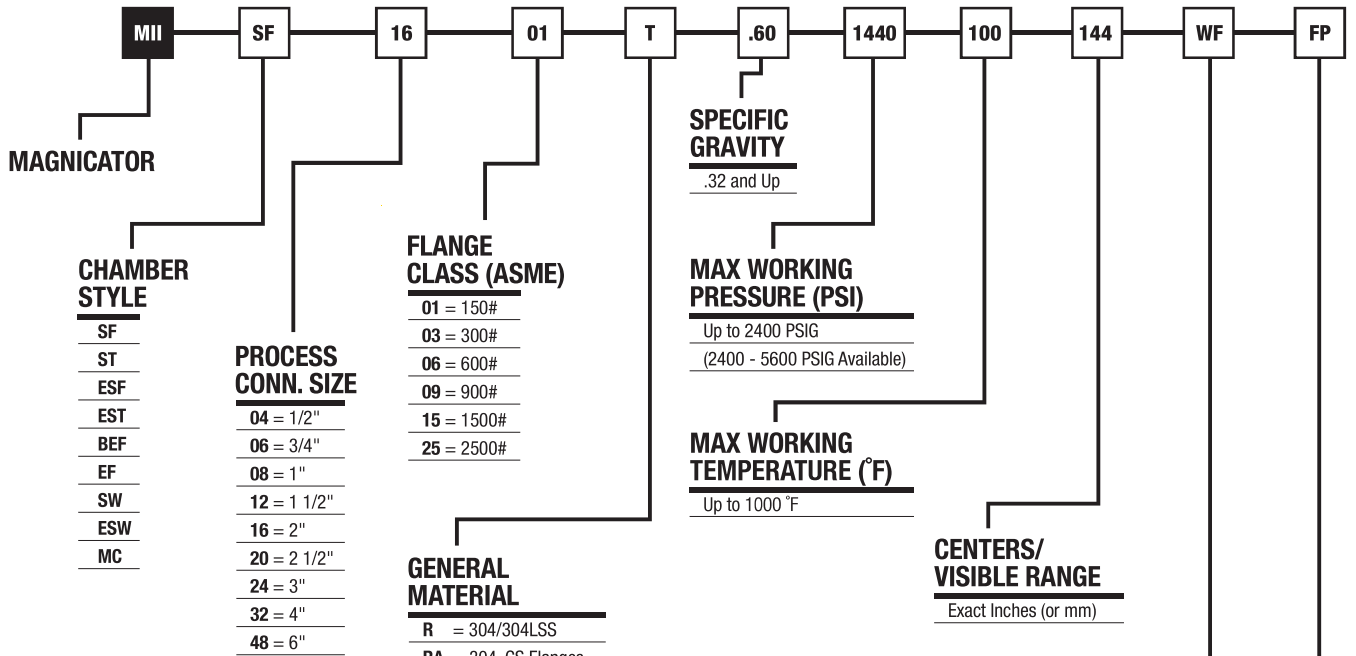 MII SF 16 01 T .60 1440 100 144 WF FP
MAGNICATOR
CHAMBER
STYLE
SF
ST
ESF
EST
BEF
EF
SW
ESW
MC
PROCESS
CONN. SIZE
04 = 1/2"
06 = 3/4"
08 = 1"
12 = 1 1/2"
16 = 2"
20 = 2 1/2"
24 = 3"
32 = 4"
48 = 6"
FLANGE
CLASS (ASME)
01 = 150#
03 = 300#
06 = 600#
09 = 900#
15 = 1500#
25 = 2500#
GENERAL
MATERIAL
R = 304/304LSS
SPECIFIC
GRAVITY
.32 and Up
MAX WORKING
PRESSURE (PSI)
Up to 2400 PSIG
(2400 - 5600 PSIG Available)
MAX WORKING
TEMPERATURE (˚F)
Up to 1000 ˚F
CENTERS/
VISIBLE RANGE
Exact Inches (or mm)